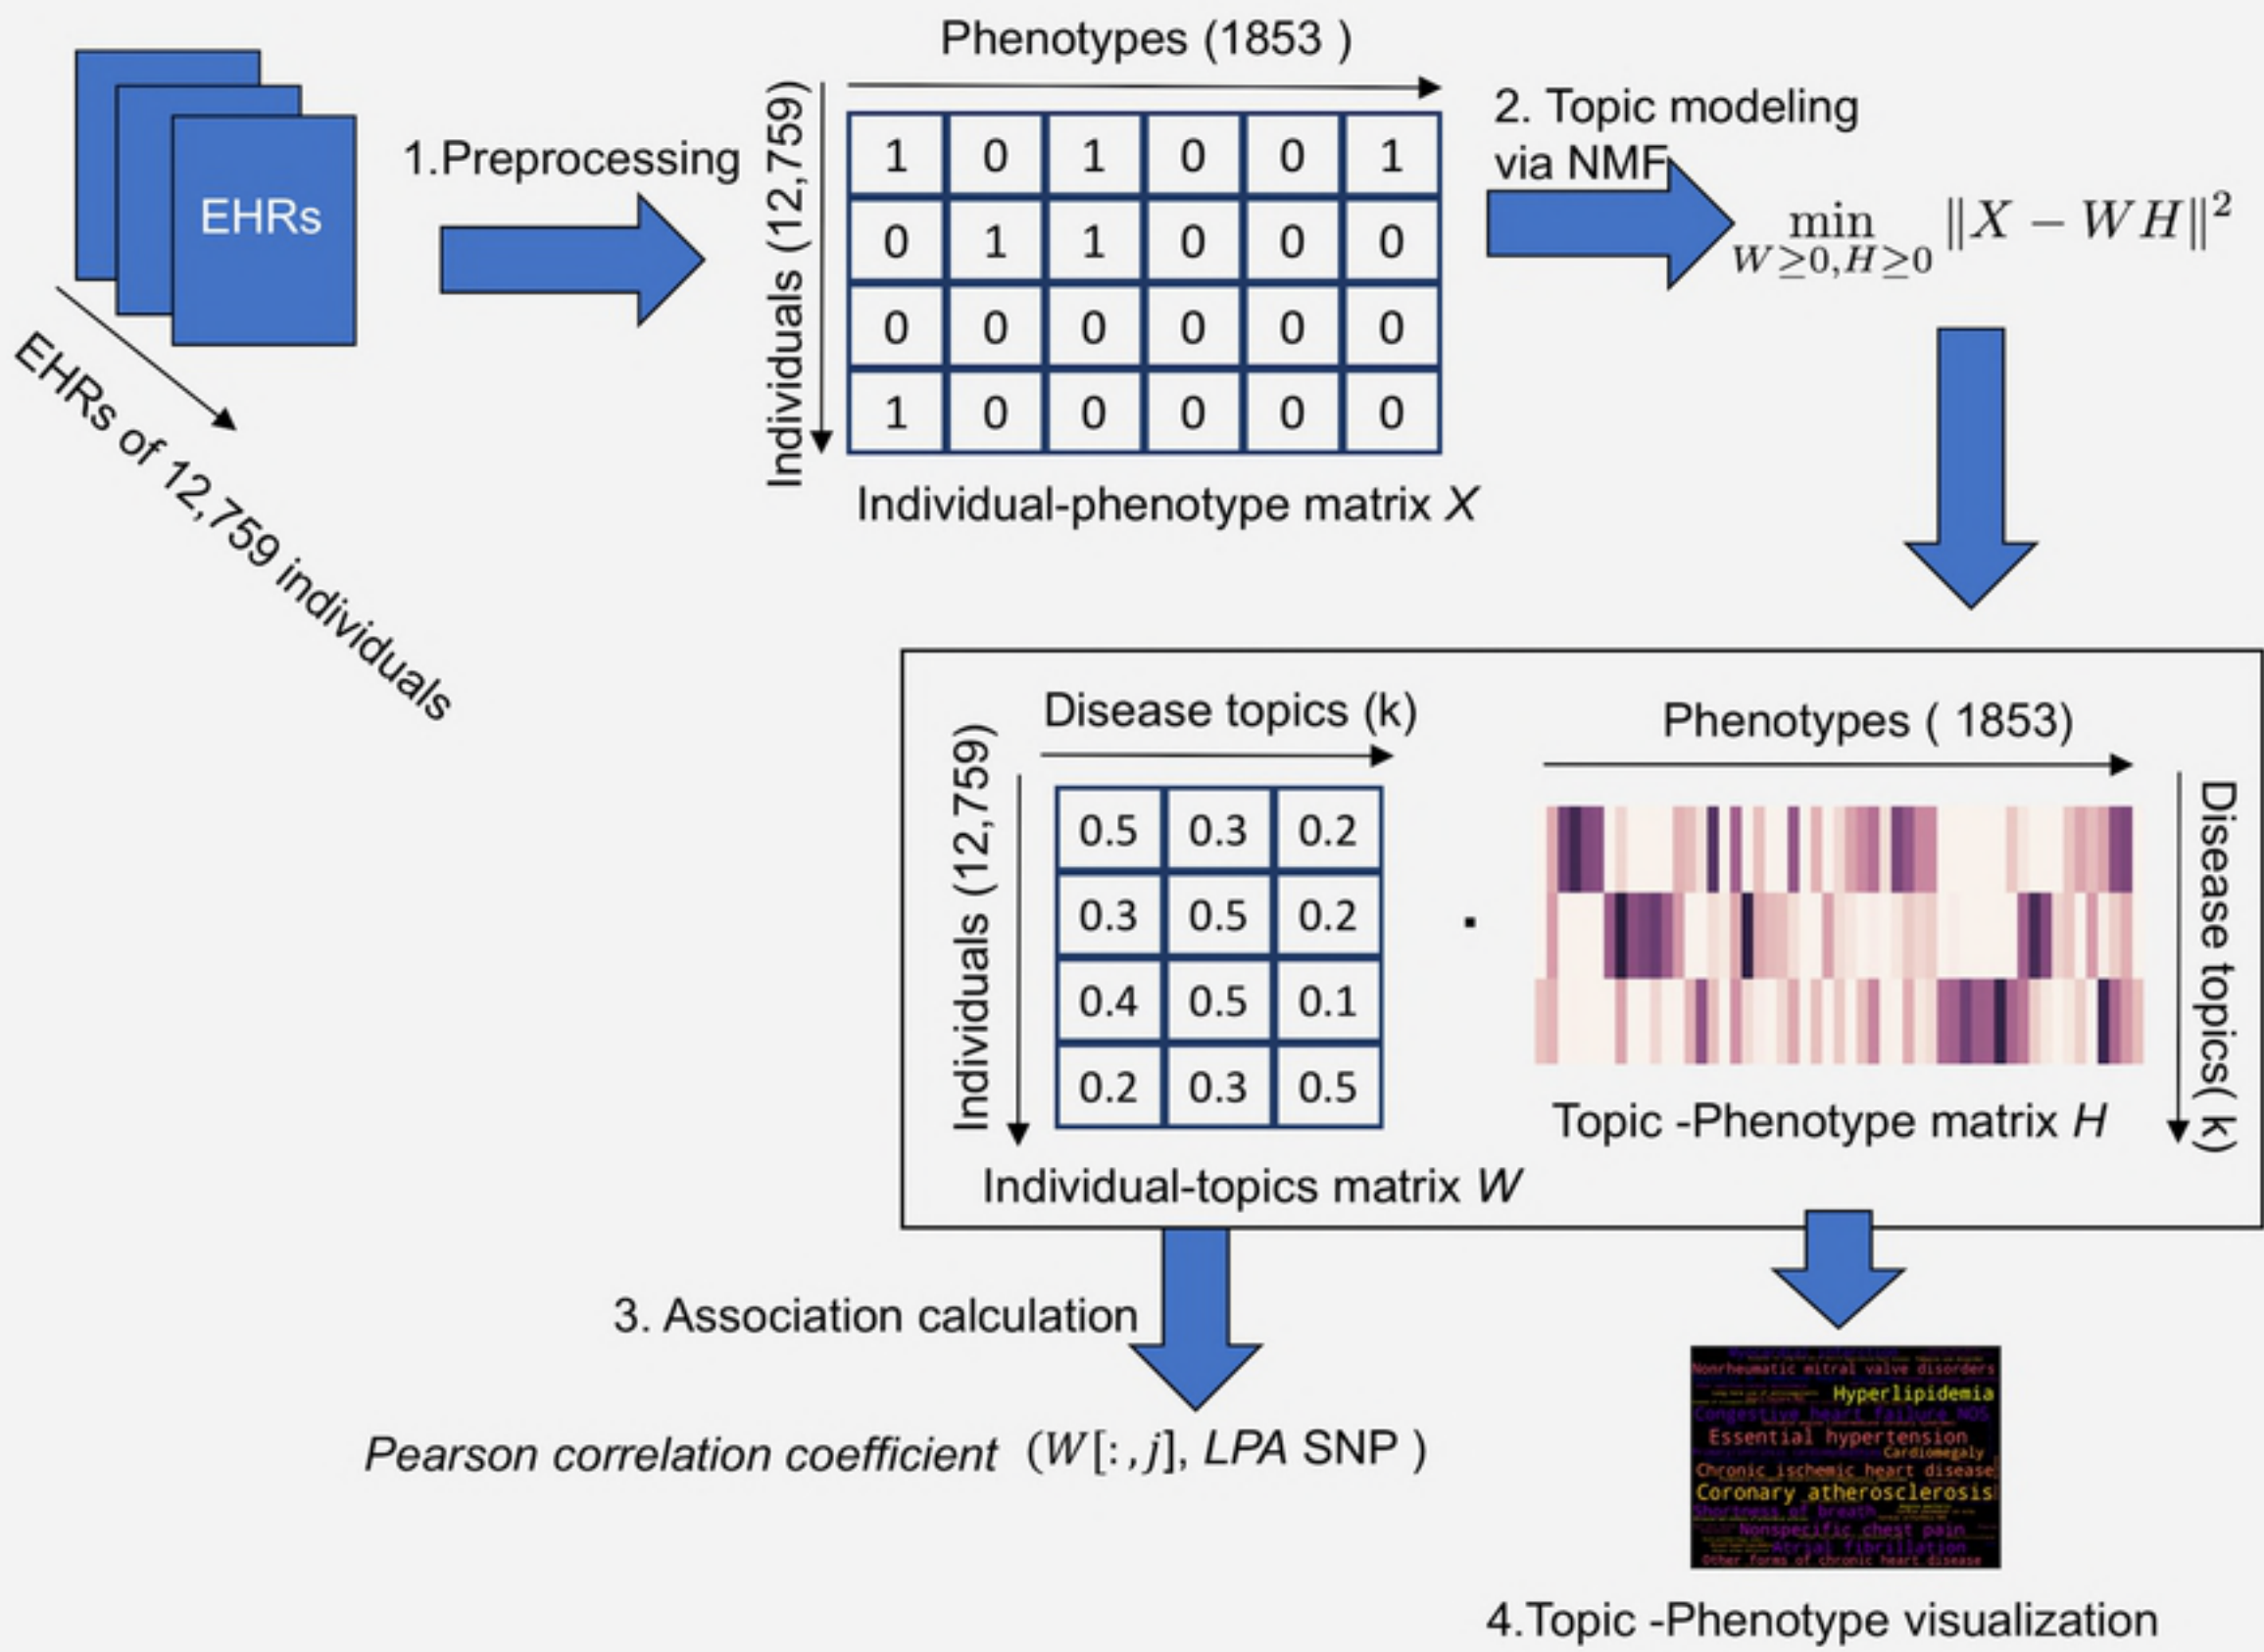 EHRs
EHRs of 12,759 individuals
1.Preprocessing
Phenotypes (1853 )
Individuals (12,759)
1 0 1 0 0 1
0 1 1 0 0 0
0 0 0 0 0 0
1 0 0 0 0 0
Individual-phenotype matrix X
2. Topic modeling
via NMF
min
W≥0,H≥0
‖X − WH‖²
Disease topics (k)
Individuals (12,759)
0.5 0.3 0.2
0.3 0.5 0.2
0.4 0.5 0.1
0.2 0.3 0.5
Individual-topics matrix W
.
Phenotypes ( 1853)
Disease topics( k)
Topic -Phenotype matrix H
3. Association calculation
Pearson correlation coefficient (W[:,j], LPA SNP )
Nonrheumatic mitral valve disorders
Hyperlipidemia
Congestive heart failure NOS
Essential hypertension
Cardiomegaly
Chronic ischemic heart disease
Coronary atherosclerosis
Shortness of breath
Nonspecific chest pain
Atrial fibrillation
Other forms of chronic heart disease
4.Topic -Phenotype visualization